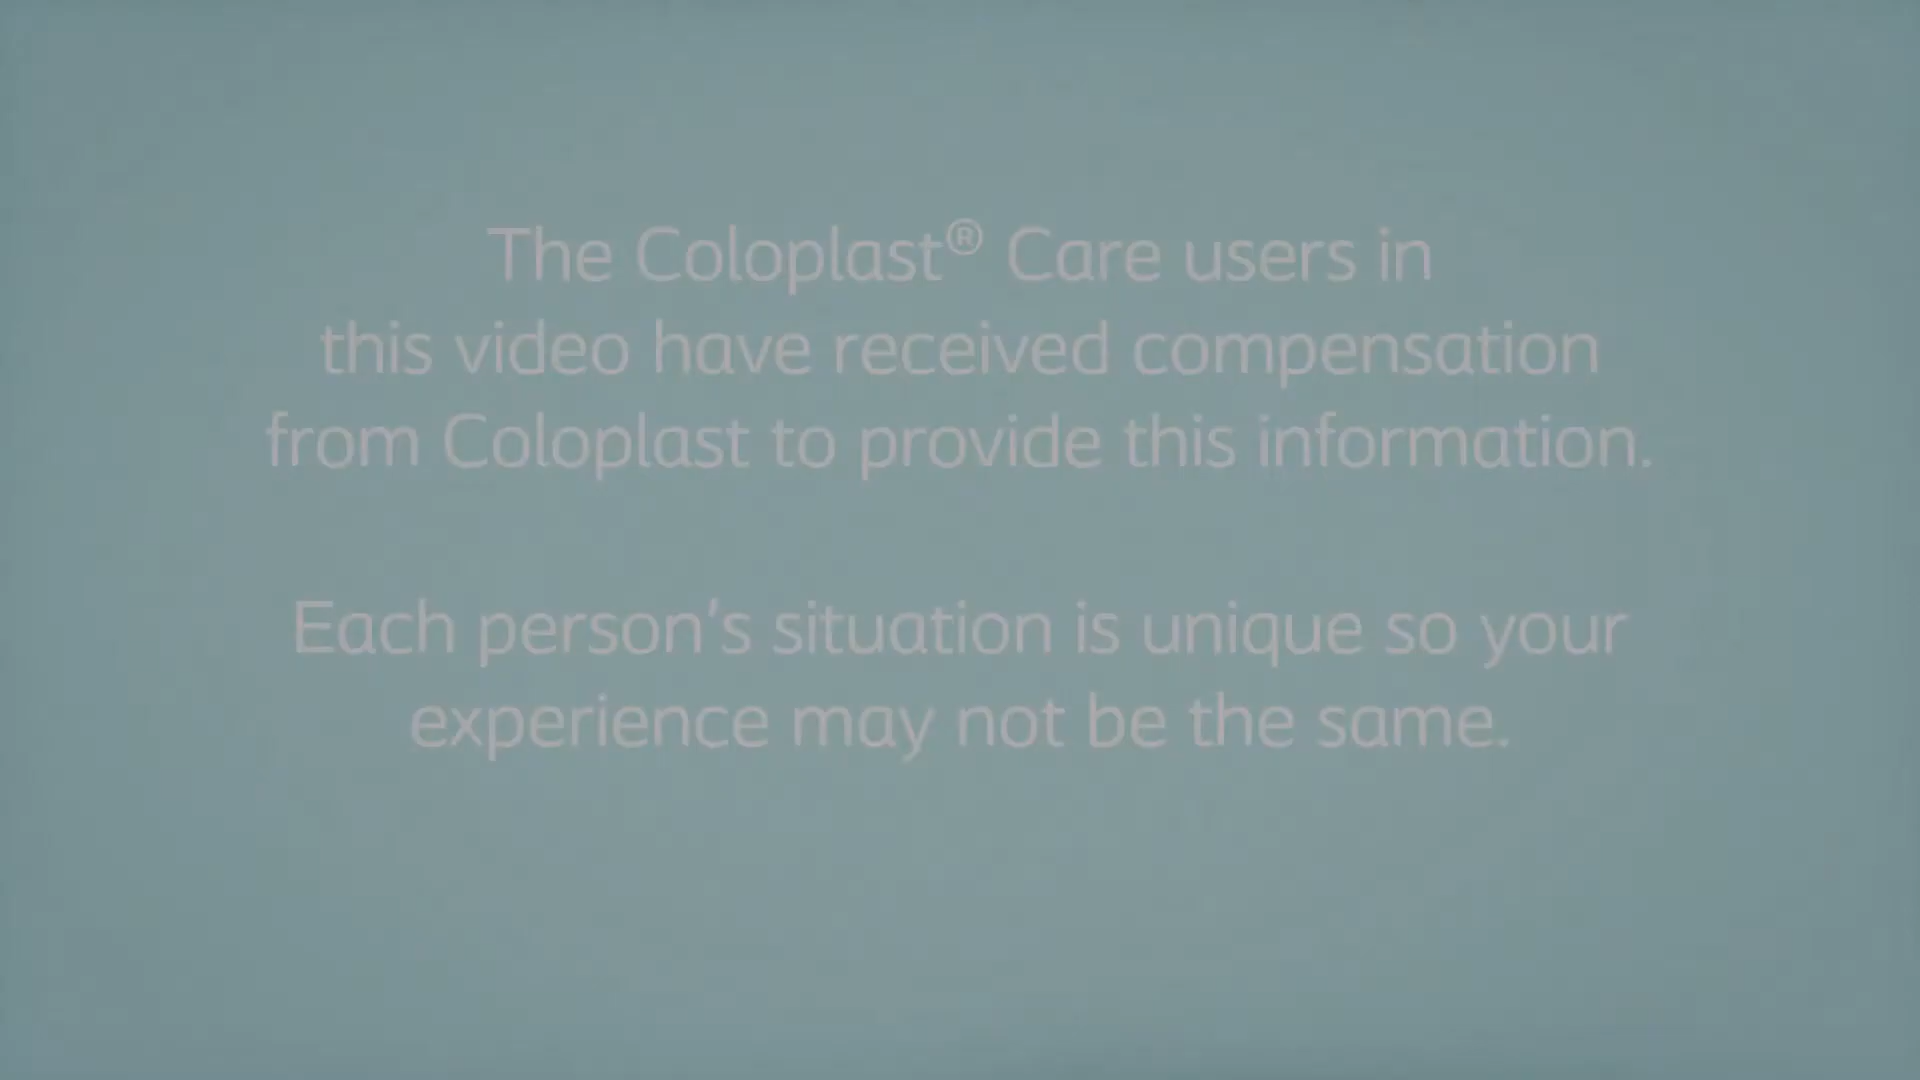 The Coloplast® Care users in
this video have received compensation
from Coloplast to provide this information.
Each person's situation is unique so your
experience may not be the same.